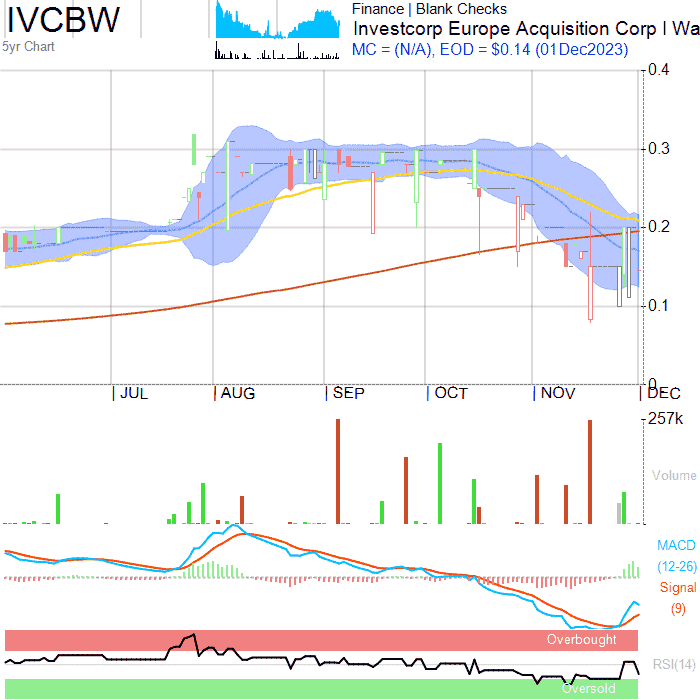 IVCBW
5yr Chart
Finance | Blank Checks
Investcorp Europe Acquisition Corp I Wa
MC = (N/A), EOD = $0.14 (01Dec2023)
0.4
0.3
0.2
0.1
0
| JUL | AUG | SEP | OCT | NOV | DEC
257k
Volume
MACD
(12-26)
Signal
(9)
Overbought
RSI(14)
Oversold